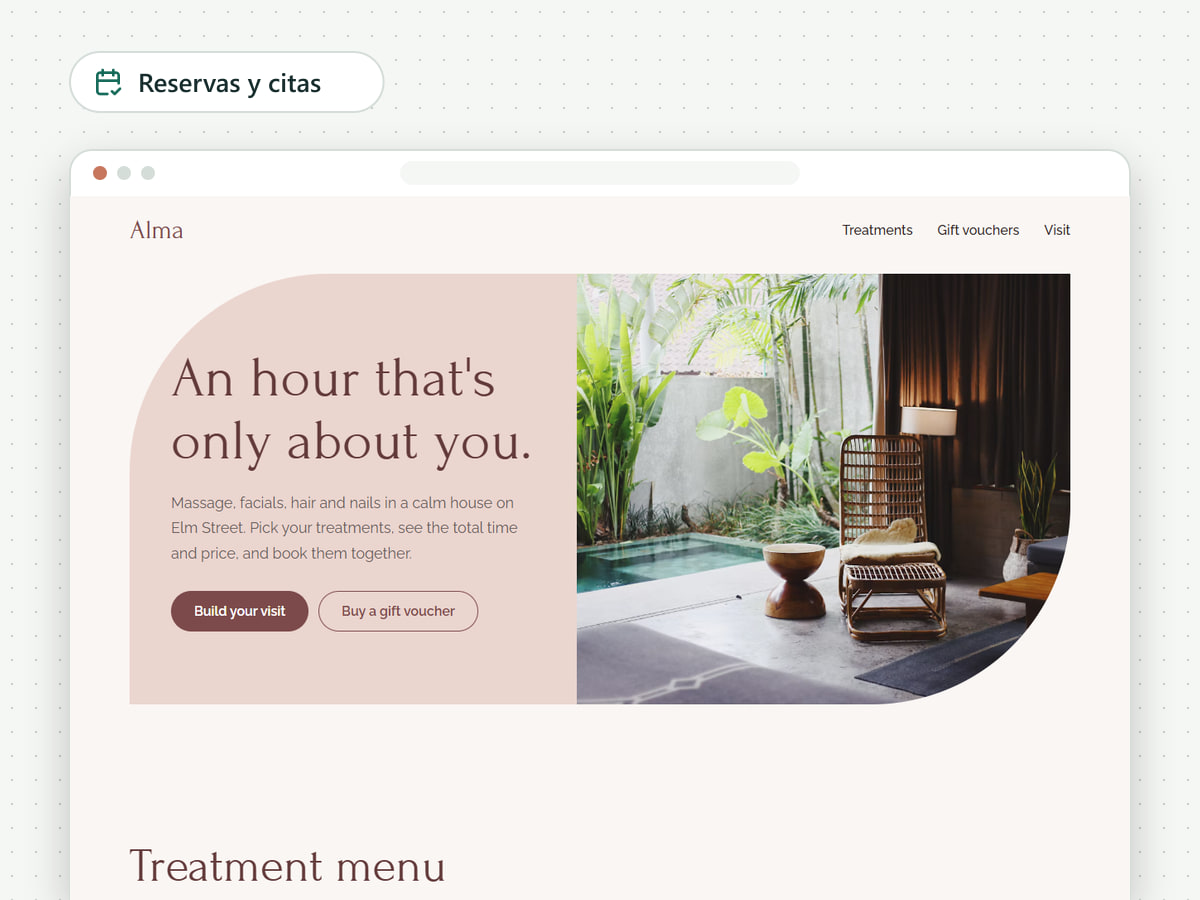 Reservas y citas
Alma
Treatments
Gift vouchers
Visit
An hour that's
only about you.
Massage, facials, hair and nails in a calm house on
Elm Street. Pick your treatments, see the total time
and price, and book them together.
Build your visit
Buy a gift voucher
Treatment menu